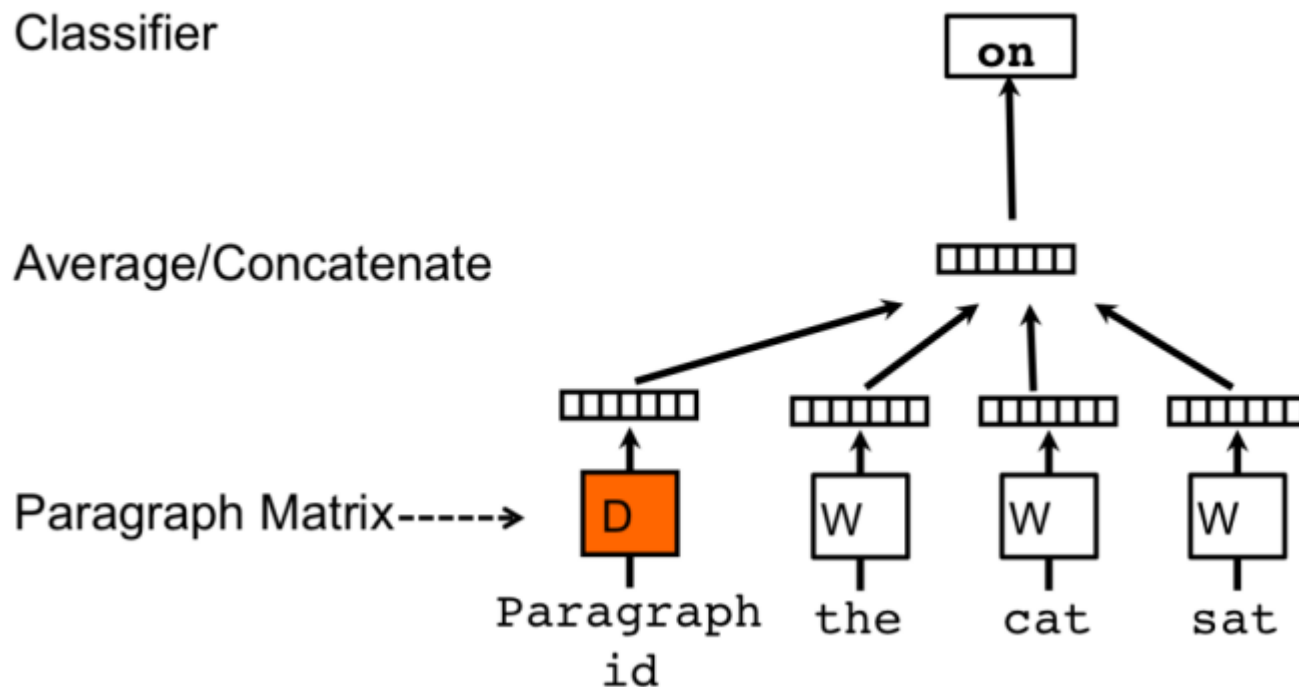 Classifier
on
Average/Concatenate
Paragraph Matrix
D
W
W
W
Paragraph
id
the
cat
sat